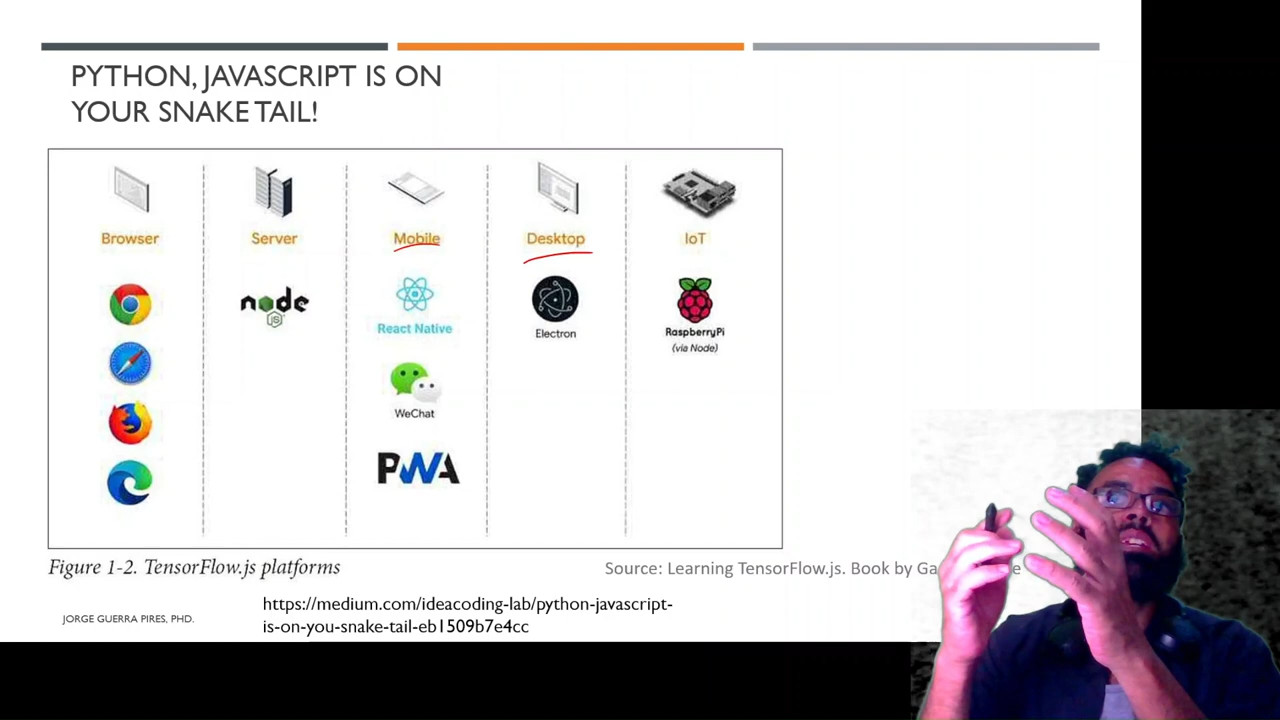 PYTHON, JAVASCRIPT IS ON
YOUR SNAKE TAIL!
Browser
Server
Mobile
Desktop
IoT
node
JS
React Native
Electron
RaspberryPi
(via Node)
WeChat
PWA
Figure 1-2. TensorFlow.js platforms
Source: Learning TensorFlow.js. Book by
JORGE GUERRA PIRES, PHD.
https://medium.com/ideacoding-lab/python-javascript-
is-on-you-snake-tail-eb1509b7e4cc